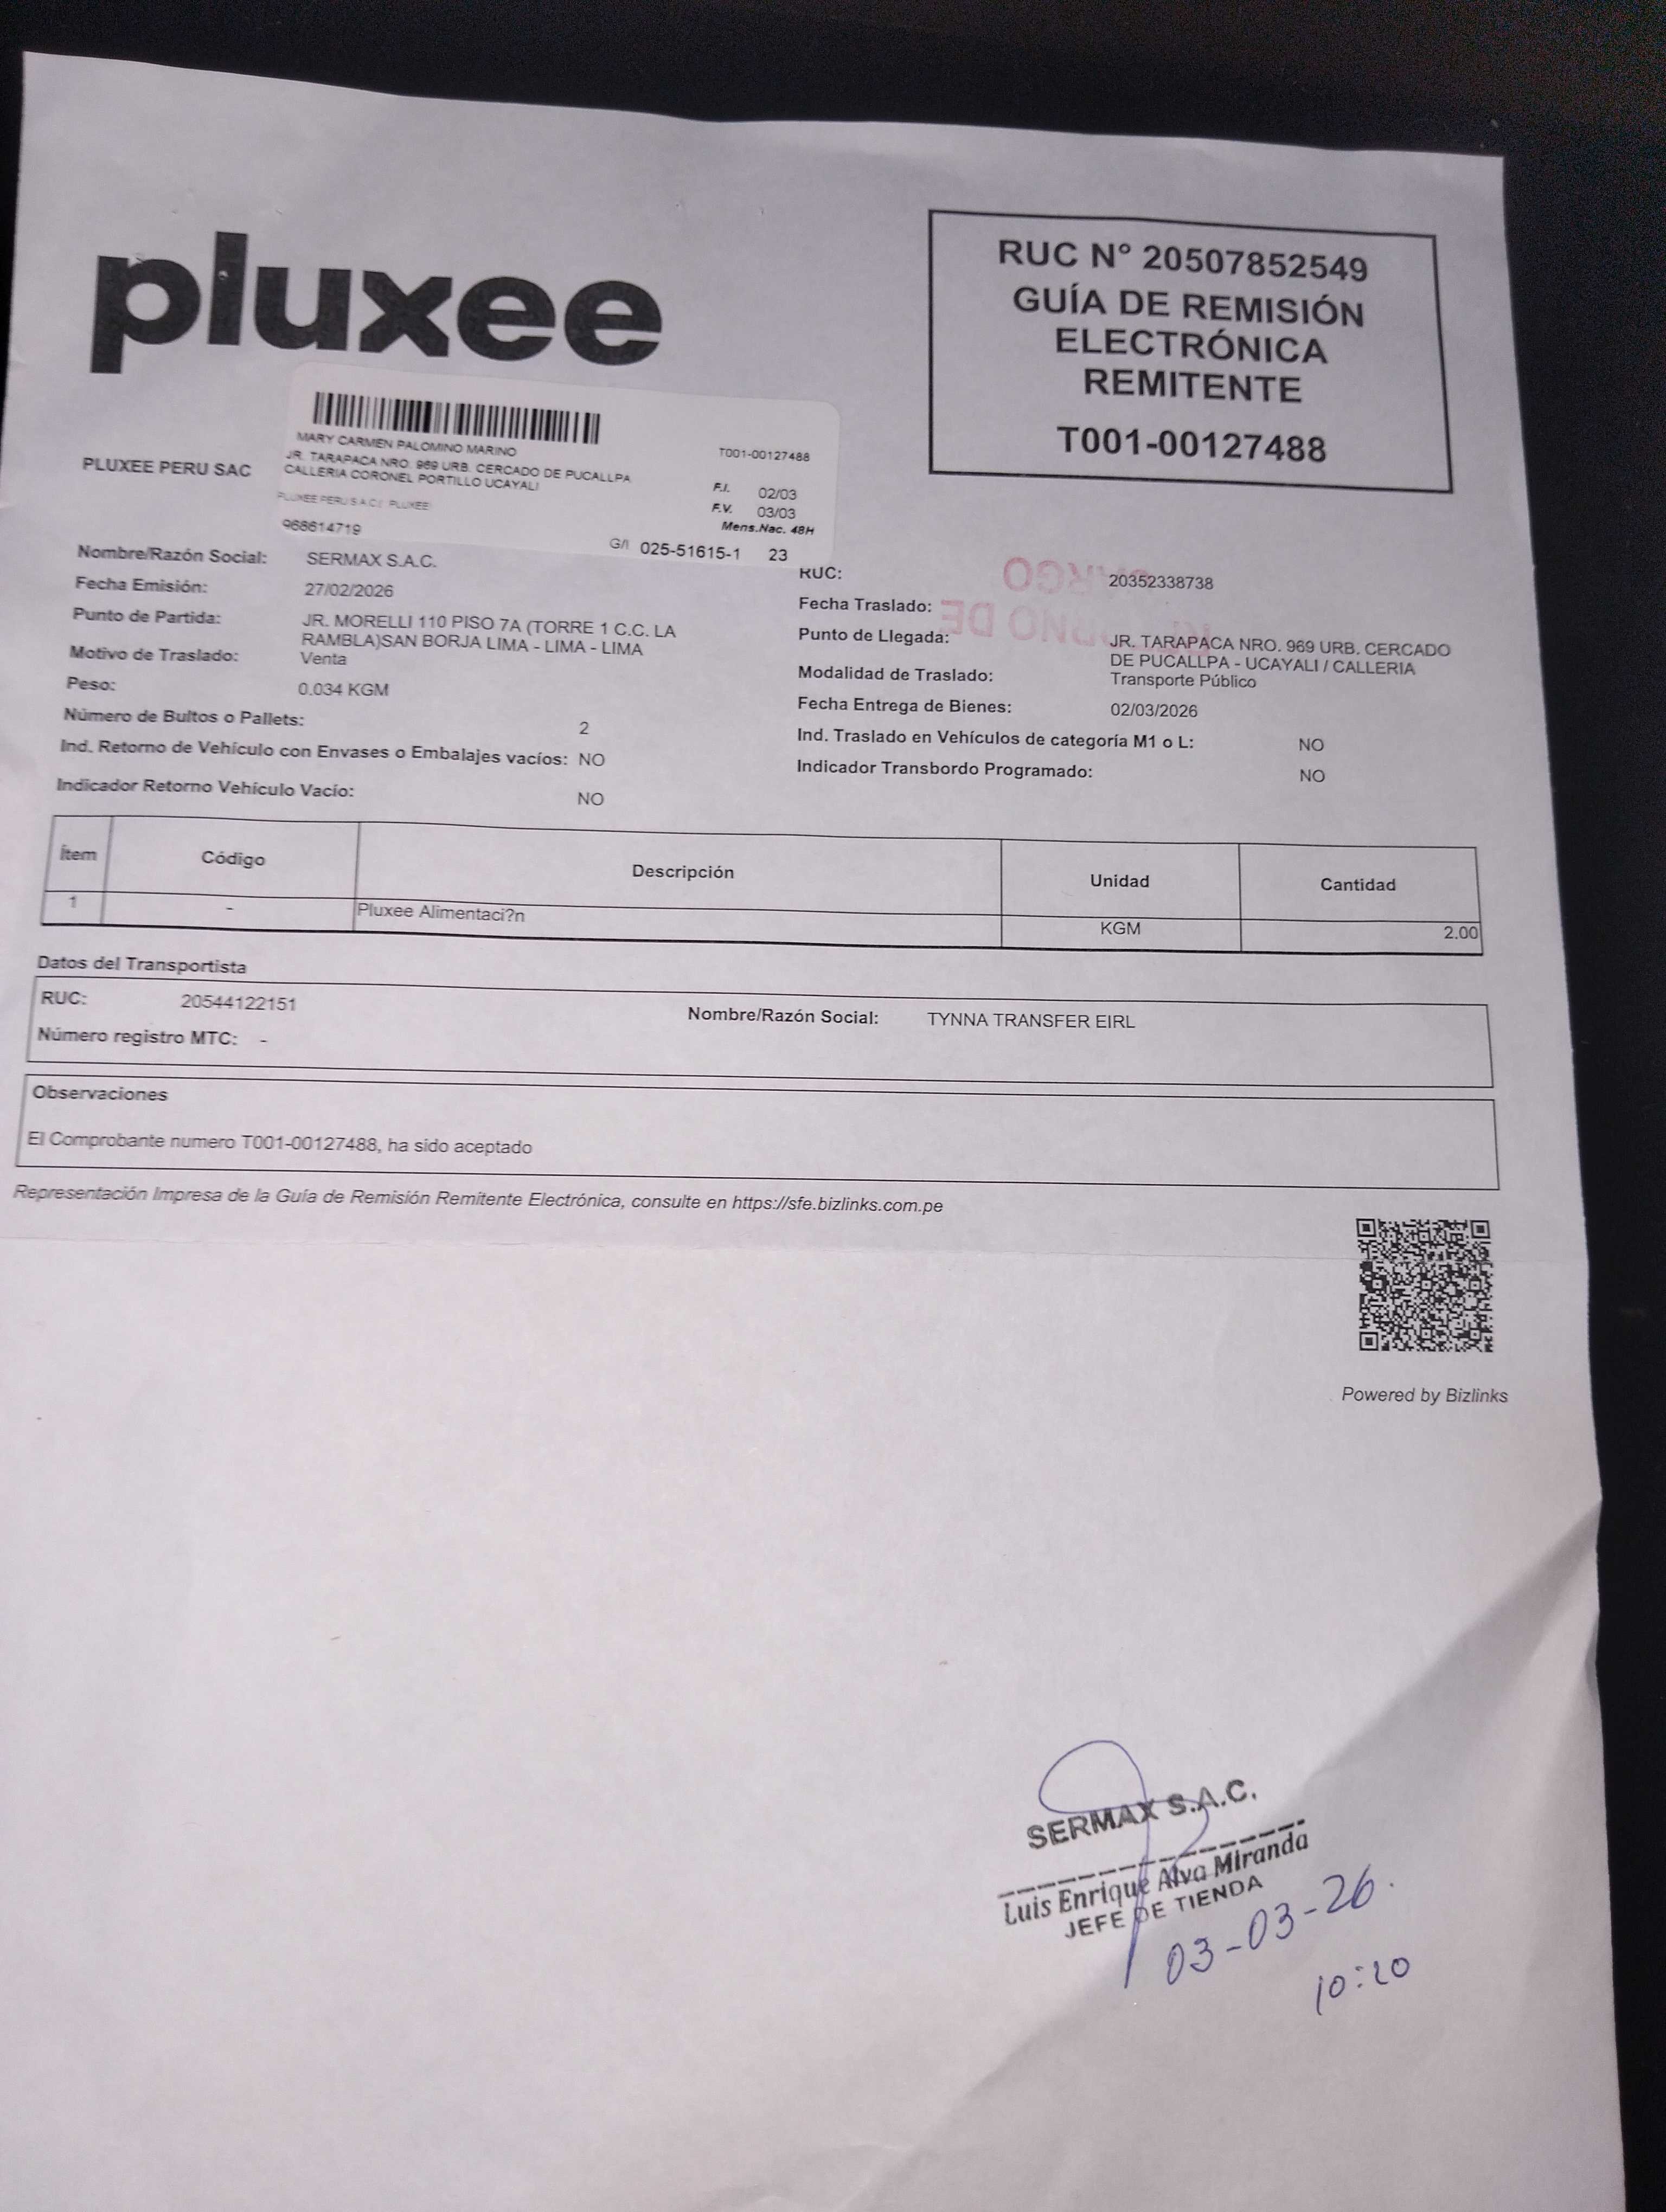 pluxee
RUC N° 20507852549
GUÍA DE REMISIÓN
ELECTRÓNICA
REMITENTE
T001-00127488
PLUXEE PERU SAC
MARY CARMEN PALOMINO MARINO
T001-00127488
JR. TARAPACA NRO. 969 URB. CERCADO DE PUCALLPA
CALLERIA CORONEL PORTILLO UCAYALI
F.I. 02/03
PLUXEE PERU S A C ( PLUXEE)
F.V. 03/03
968614719
Mens.Nac. 48H
G/I 025-51615-1 23
Nombre/Razón Social: SERMAX S.A.C.
RUC: 20352338738
CARGO
Fecha Emisión: 27/02/2026
Fecha Traslado:
DE
Punto de Partida: JR. MORELLI 110 PISO 7A (TORRE 1 C.C. LA
RAMBLA)SAN BORJA LIMA - LIMA - LIMA
Punto de Llegada: JR. TARAPACA NRO. 969 URB. CERCADO
DE PUCALLPA - UCAYALI / CALLERIA
Motivo de Traslado: Venta
Modalidad de Traslado: Transporte Público
Peso: 0.034 KGM
Fecha Entrega de Bienes: 02/03/2026
Número de Bultos o Pallets: 2
Ind. Traslado en Vehículos de categoría M1 o L: NO
Ind. Retorno de Vehículo con Envases o Embalajes vacíos: NO
Indicador Transbordo Programado: NO
Indicador Retorno Vehículo Vacío: NO
Ítem Código Descripción Unidad Cantidad
1 - Pluxee Alimentaci?n KGM 2.00
Datos del Transportista
RUC: 20544122151 Nombre/Razón Social: TYNNA TRANSFER EIRL
Número registro MTC: -
Observaciones
El Comprobante numero T001-00127488, ha sido aceptado
Representación Impresa de la Guía de Remisión Remitente Electrónica, consulte en https://sfe.bizlinks.com.pe
Powered by Bizlinks
SERMAX S.A.C.
Luis Enrique Alva Miranda
JEFE DE TIENDA
03-03-26.
10:20